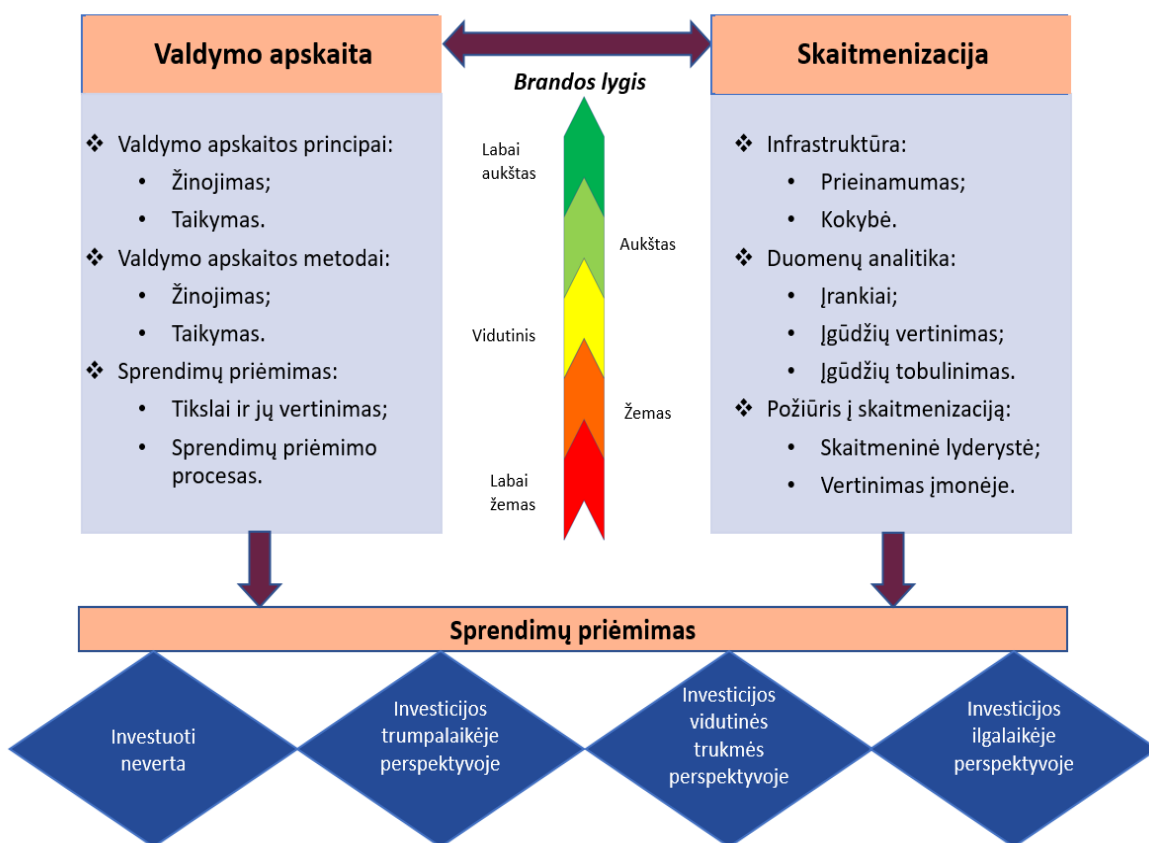 Valdymo apskaita
❖ Valdymo apskaitos principai:
• Žinojimas;
• Taikymas.
❖ Valdymo apskaitos metodai:
• Žinojimas;
• Taikymas.
❖ Sprendimų priėmimas:
• Tikslai ir jų vertinimas;
• Sprendimų priėmimo
procesas.
Brandos lygis
Labai
aukštas
Aukštas
Vidutinis
Žemas
Labai
žemas
Skaitmenizacija
❖ Infrastruktūra:
• Prieinamumas;
• Kokybė.
❖ Duomenų analitika:
• Įrankiai;
• Įgūdžių vertinimas;
• Įgūdžių tobulinimas.
❖ Požiūris į skaitmenizaciją:
• Skaitmeninė lyderystė;
• Vertinimas įmonėje.
Sprendimų priėmimas
Investuoti
neverta
Investicijos
trumpalaikėje
perspektyvoje
Investicijos
vidutinės
trukmės
perspektyvoje
Investicijos
ilgalaikėje
perspektyvoje